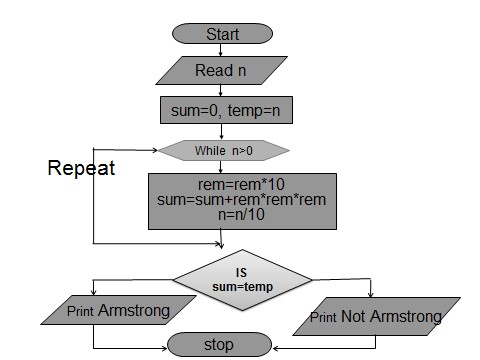 Start
Read n
sum=0, temp=n
While n>0
Repeat
rem=rem*10
sum=sum+rem*rem*rem
n=n/10
IS
sum=temp
Print Armstrong
Print Not Armstrong
stop